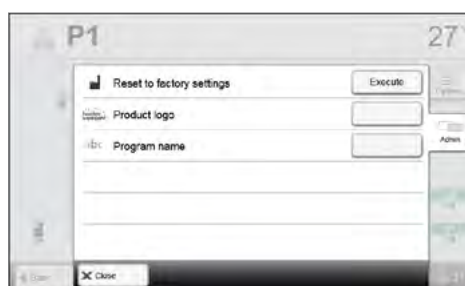 P1
27
Reset to factory settings
Execute
Product logo
Admin
abc
Program name
Close